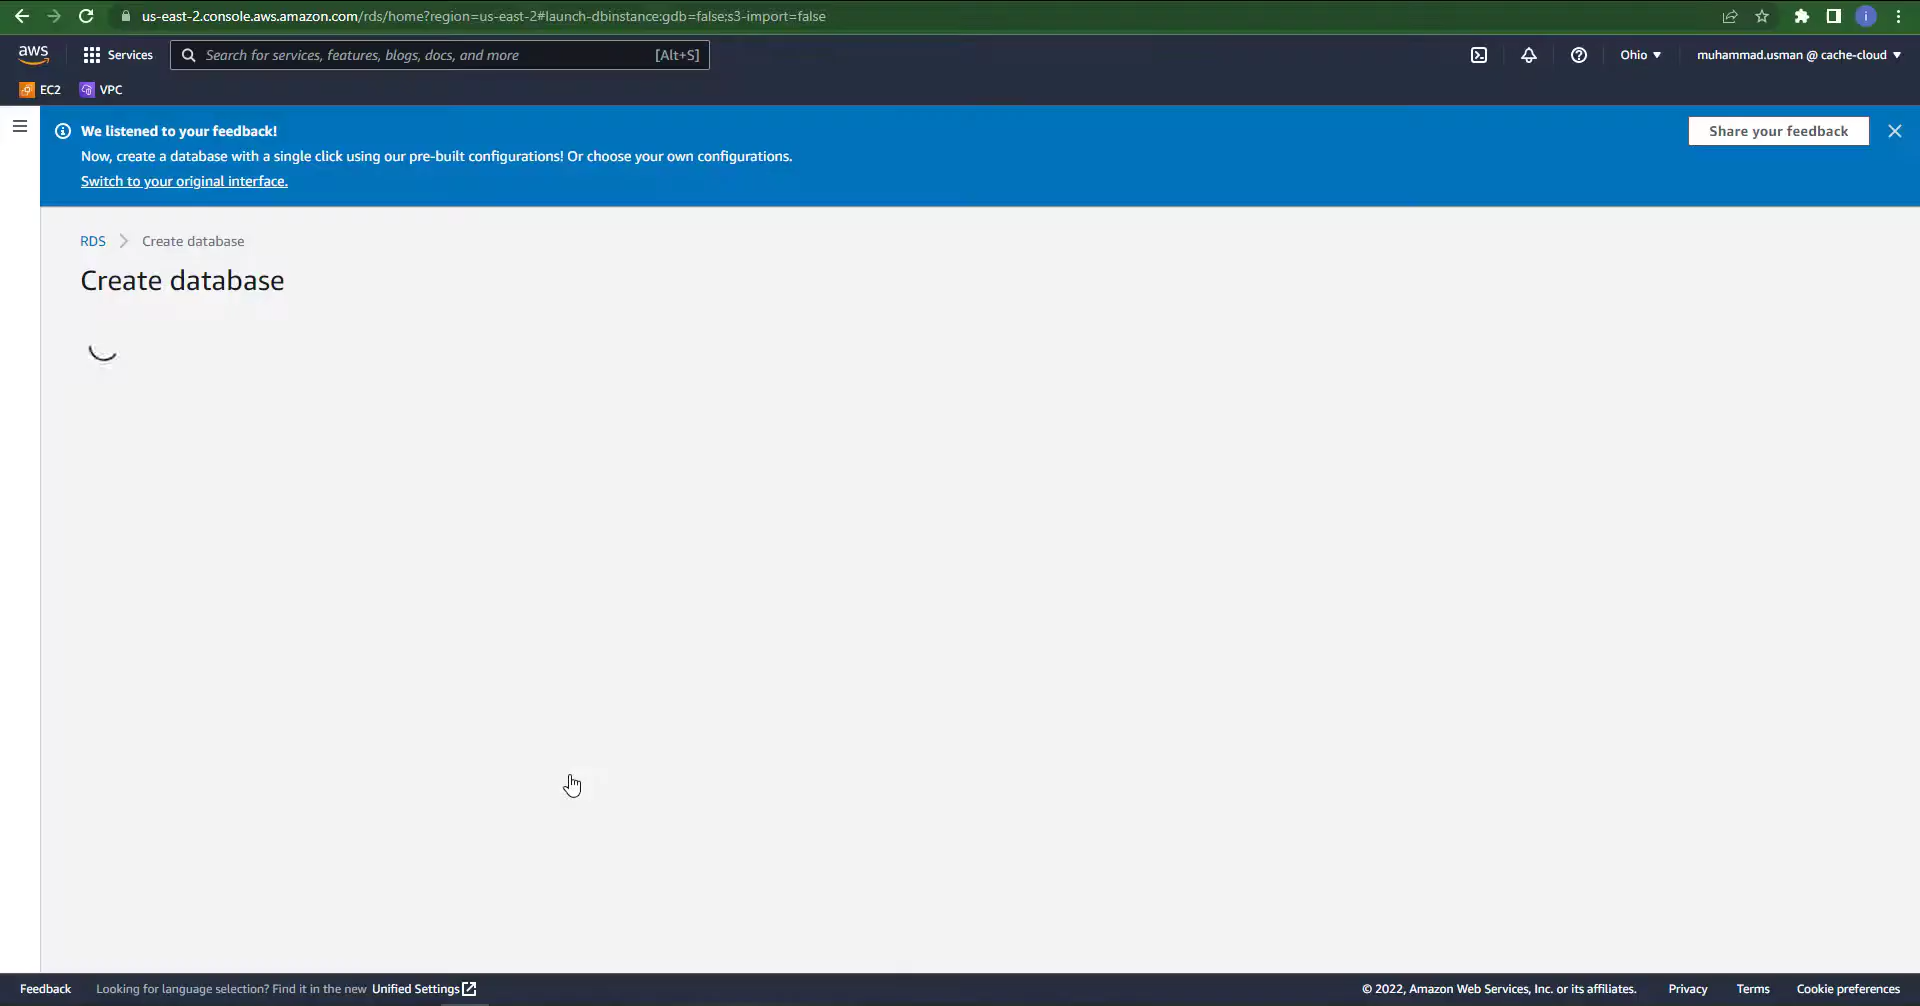 us-east-2.console.aws.amazon.com/rds/home?region=us-east-2#launch-dbinstance:gdb=false;s3-import=false
i
aws
Services
Search for services, features, blogs, docs, and more
[Alt+S]
Ohio
muhammad.usman @ cache-cloud
EC2
VPC
We listened to your feedback!
Now, create a database with a single click using our pre-built configurations! Or choose your own configurations.
Switch to your original interface.
Share your feedback
RDS
Create database
Create database
Feedback
Looking for language selection? Find it in the new Unified Settings
© 2022, Amazon Web Services, Inc. or its affiliates.
Privacy
Terms
Cookie preferences